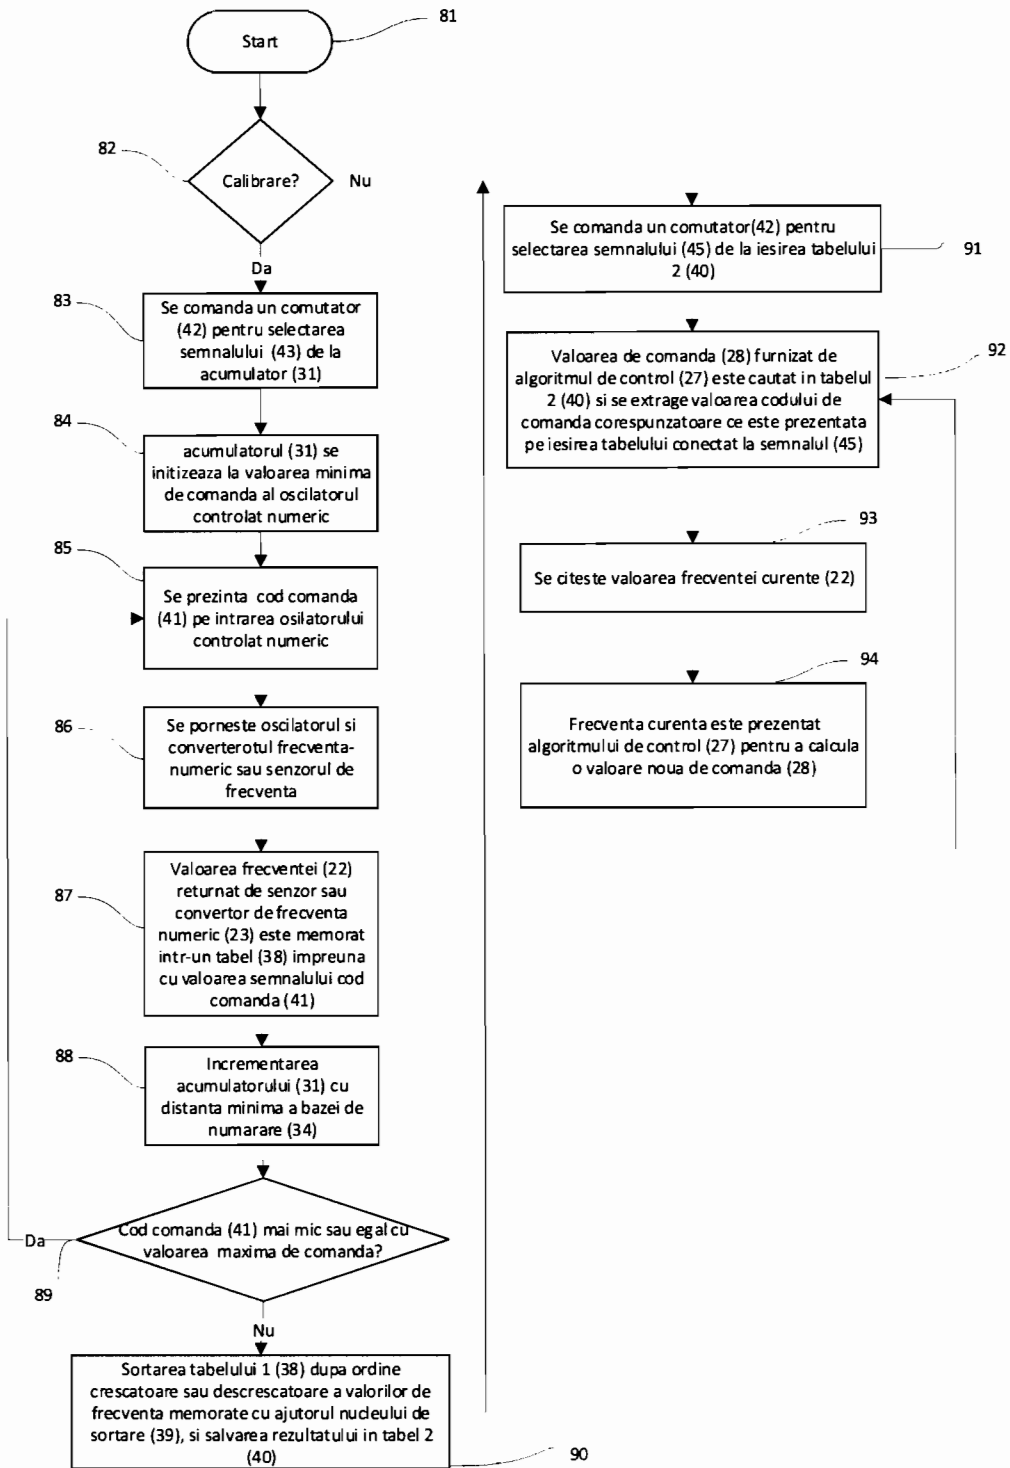 Start
81
82
Calibrare?
Nu
Da
83
Se comanda un comutator
(42) pentru selectarea
semnalului (43) de la
acumulator (31)
84
acumulatorul (31) se
initizeaza la valoarea minima
de comanda al oscilatorul
controlat numeric
85
Se prezinta cod comanda
(41) pe intrarea osilatorului
controlat numeric
86
Se porneste oscilatorul si
converterotul frecventa-
numeric sau senzorul de
frecventa
87
Valoarea frecventei (22)
returnat de senzor sau
convertor de frecventa
numeric (23) este memorat
intr-un tabel (38) impreuna
cu valoarea semnalului cod
comanda (41)
88
Incrementarea
acumulatorului (31) cu
distanta minima a bazei de
numarare (34)
Cod comanda (41) mai mic sau egal cu
valoarea maxima de comanda?
Da
89
Nu
Sortarea tabelului 1 (38) dupa ordine
crescatoare sau descrescatoare a valorilor de
frecventa memorate cu ajutorul nucleului de
sortare (39), si salvarea rezultatului in tabel 2
(40)
90
Se comanda un comutator(42) pentru
selectarea semnalului (45) de la iesirea tabelului
2 (40)
91
Valoarea de comanda (28) furnizat de
algoritmul de control (27) este cautat in tabelul
2 (40) si se extrage valoarea codului de
comanda corespunzatoare ce este prezentata
pe iesirea tabelului conectat la semnalul (45)
92
93
Se citeste valoarea frecventei curente (22)
94
Frecventa curenta este prezentat
algoritmului de control (27) pentru a calcula
o valoare noua de comanda (28)